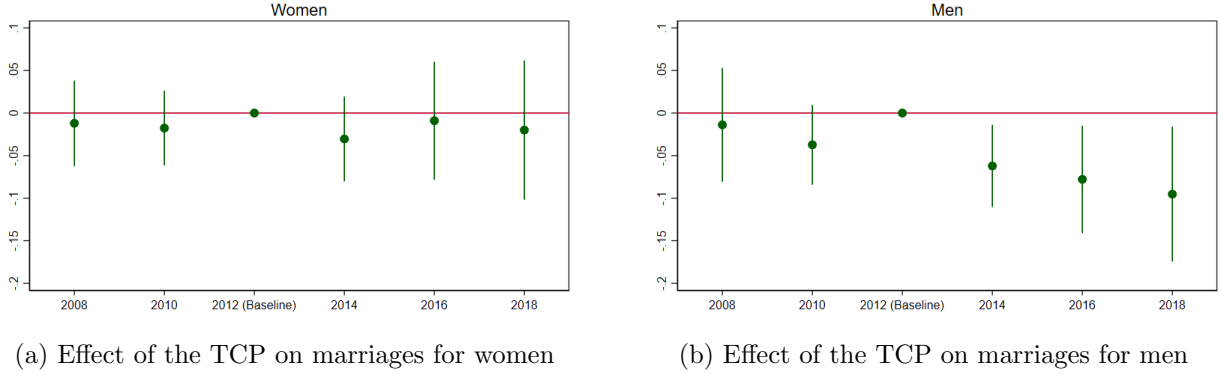 Women
.1
.05
0
-.05
-.1
-.15
-.2
2008 2010 2012 (Baseline) 2014 2016 2018
(a) Effect of the TCP on marriages for women
Men
.1
.05
0
-.05
-.1
-.15
-.2
2008 2010 2012 (Baseline) 2014 2016 2018
(b) Effect of the TCP on marriages for men